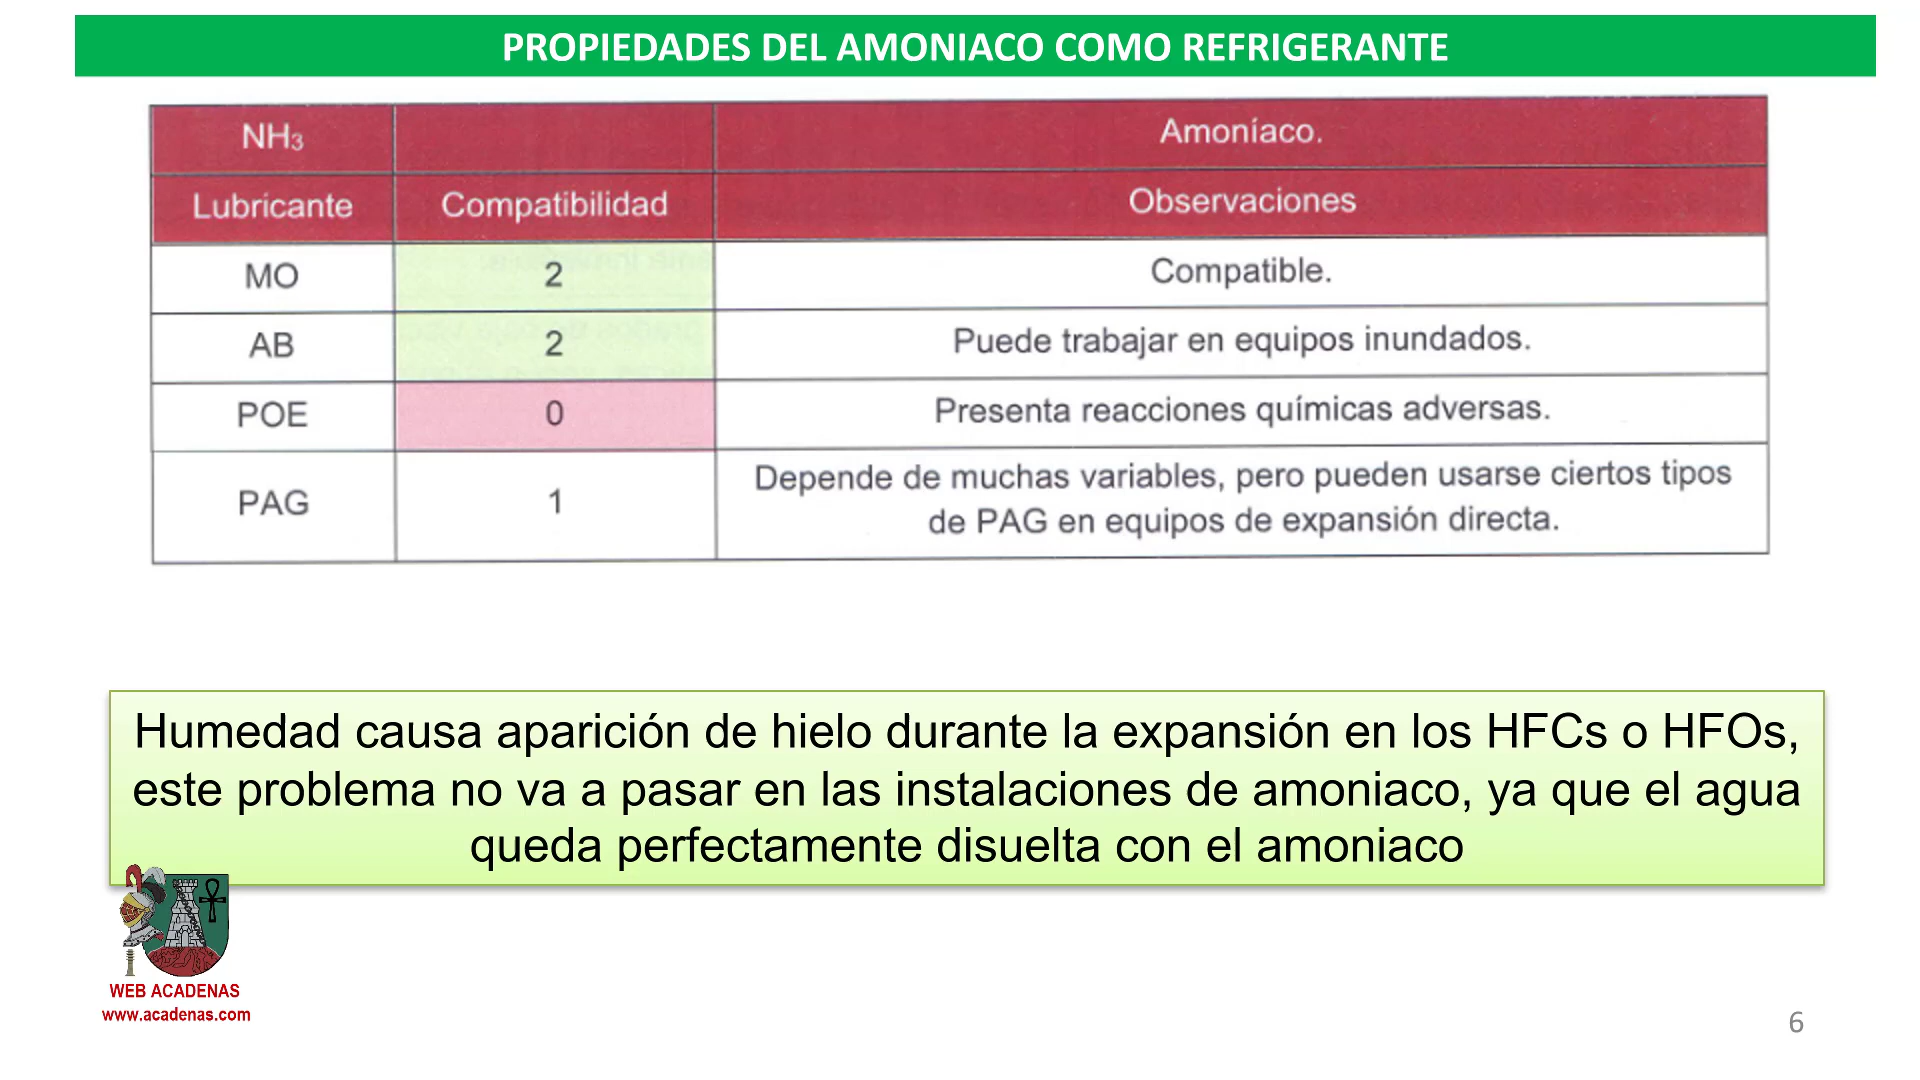 PROPIEDADES DEL AMONIACO COMO REFRIGERANTE
NH₃ Amoníaco.
Lubricante Compatibilidad Observaciones
MO 2 Compatible.
AB 2 Puede trabajar en equipos inundados.
POE 0 Presenta reacciones químicas adversas.
PAG 1 Depende de muchas variables, pero pueden usarse ciertos tipos
de PAG en equipos de expansión directa.
Humedad causa aparición de hielo durante la expansión en los HFCs o HFOs,
este problema no va a pasar en las instalaciones de amoniaco, ya que el agua
queda perfectamente disuelta con el amoniaco
WEB ACADENAS
www.acadenas.com
6